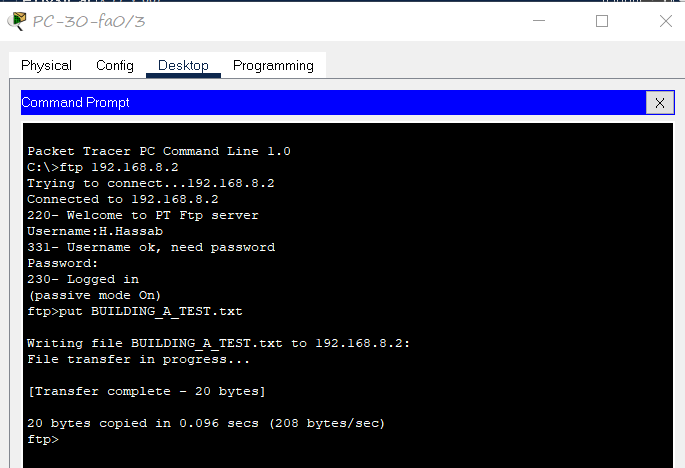 PC-30-fa0/3
Physical Config Desktop Programming
Command Prompt
X
Packet Tracer PC Command Line 1.0
C:\>ftp 192.168.8.2
Trying to connect...192.168.8.2
Connected to 192.168.8.2
220- Welcome to PT Ftp server
Username:H.Hassab
331- Username ok, need password
Password:
230- Logged in
(passive mode On)
ftp>put BUILDING_A_TEST.txt
Writing file BUILDING_A_TEST.txt to 192.168.8.2:
File transfer in progress...
[Transfer complete - 20 bytes]
20 bytes copied in 0.096 secs (208 bytes/sec)
ftp>